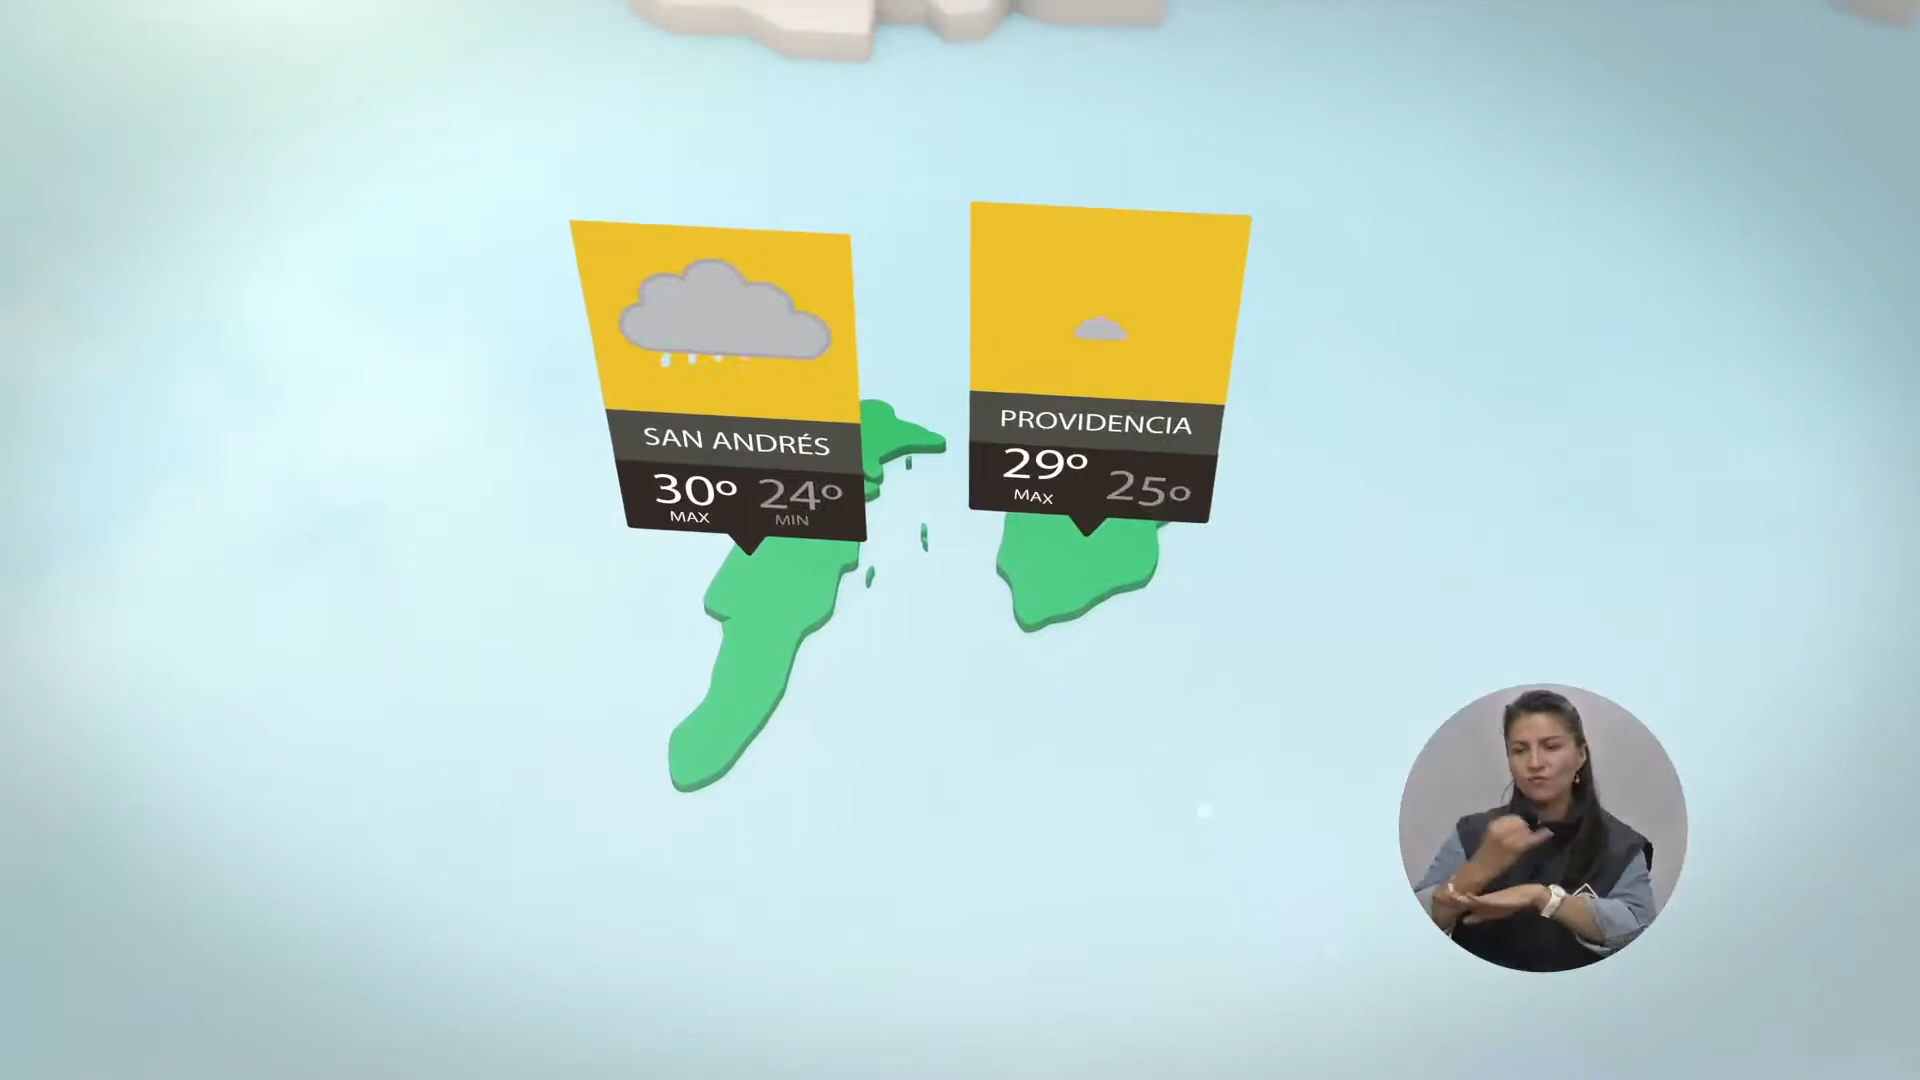 SAN ANDRÉS
30º 24º
MAX MIN
PROVIDENCIA
29º 25º
MAX